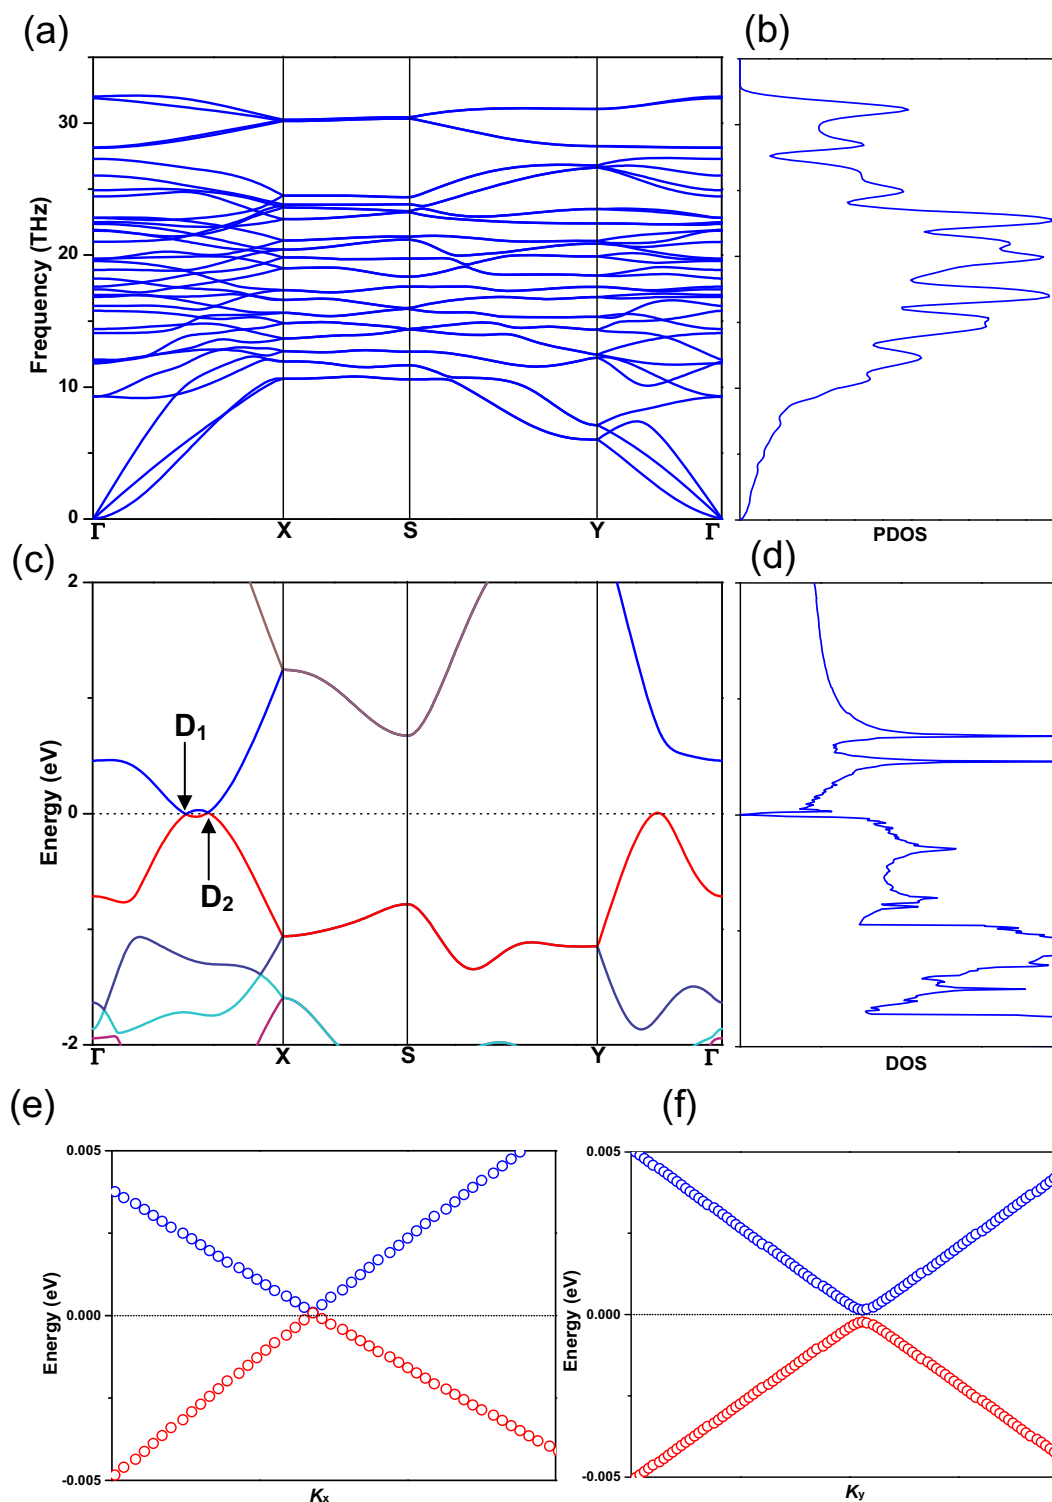 (a)
(b)
30
20
10
0
Frequency (THz)
Γ X S Y Γ
PDOS
(c)
(d)
2
0
-2
Energy (eV)
D1
D2
Γ X S Y Γ
DOS
(e)
(f)
0.005
0.000
-0.005
Energy (eV)
Kx
0.005
0.000
-0.005
Energy (eV)
Ky